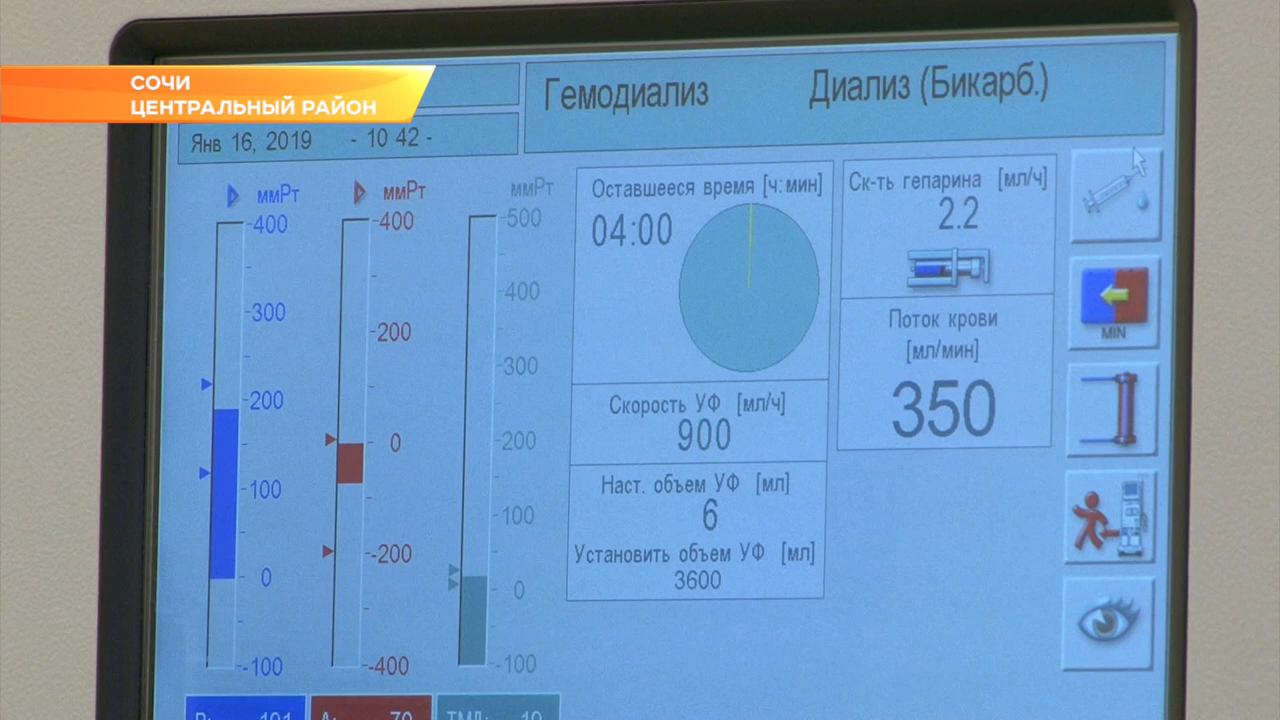 СОЧИ
ЦЕНТРАЛЬНЫЙ РАЙОН
Гемодиализ Диализ (Бикарб.)
Янв 16, 2019 - 10 42 -
ммРт ммРт ммРт
400 400 500
300 200 400
200 0 300
100 -200 200
0 -400 100
-100 0
-100
Оставшееся время [ч:мин]
04:00
Ск-ть гепарина [мл/ч]
2.2
Поток крови
[мл/мин]
350
Скорость УФ [мл/ч]
900
Наст. объем УФ [мл]
6
Установить объем УФ [мл]
3600
MIN